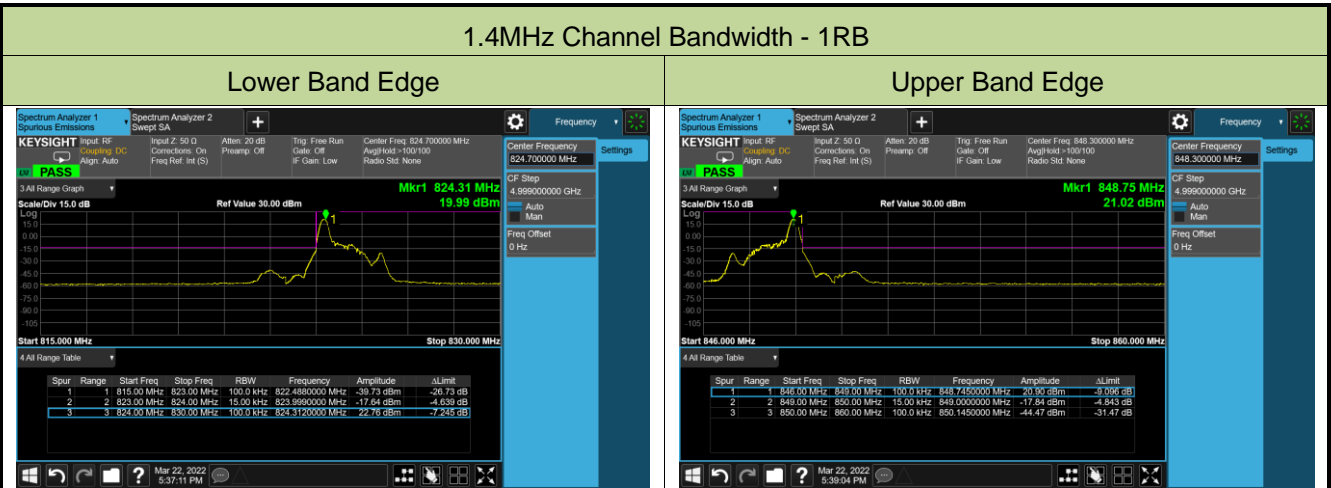 1.4MHz Channel Bandwidth - 1RB
Lower Band Edge
Upper Band Edge
Spectrum Analyzer 1
Spurious Emissions
Spectrum Analyzer 2
Swept SA
+
Frequency
KEYSIGHT Input: RF
Coupling: DC
Align: Auto
Input Z: 50 Ω
Corrections: On
Freq Ref: Int (S)
Atten: 20 dB
Preamp: Off
Trig: Free Run
Gate: Off
IF Gain: Low
Center Freq: 824.700000 MHz
Avg|Hold:>100/100
Radio Std: None
PASS
Center Frequency
824.700000 MHz
Settings
CF Step
4.999000000 GHz
Auto
Man
Freq Offset
0 Hz
3 All Range Graph
Mkr1 824.31 MHz
Scale/Div 15.0 dB
Ref Value 30.00 dBm
19.99 dBm
Log
15.0
0.00
-15.0
-30.0
-45.0
-60.0
-75.0
-90.0
-105
1
Start 815.000 MHz
Stop 830.000 MHz
4 All Range Table
Spur Range Start Freq Stop Freq RBW Frequency Amplitude ΔLimit
1 1 815.00 MHz 823.00 MHz 100.0 kHz 822.4880000 MHz -39.73 dBm -26.73 dB
2 2 823.00 MHz 824.00 MHz 15.00 kHz 823.9990000 MHz -17.64 dBm -4.639 dB
3 3 824.00 MHz 830.00 MHz 100.0 kHz 824.3120000 MHz 22.76 dBm -7.245 dB
?
Mar 22, 2022
5:37:11 PM
Spectrum Analyzer 1
Spurious Emissions
Spectrum Analyzer 2
Swept SA
+
Frequency
KEYSIGHT Input: RF
Coupling: DC
Align: Auto
Input Z: 50 Ω
Corrections: On
Freq Ref: Int (S)
Atten: 20 dB
Preamp: Off
Trig: Free Run
Gate: Off
IF Gain: Low
Center Freq: 848.300000 MHz
Avg|Hold:>100/100
Radio Std: None
PASS
Center Frequency
848.300000 MHz
Settings
CF Step
4.999000000 GHz
Auto
Man
Freq Offset
0 Hz
3 All Range Graph
Mkr1 848.75 MHz
Scale/Div 15.0 dB
Ref Value 30.00 dBm
21.02 dBm
Log
15.0
0.00
-15.0
-30.0
-45.0
-60.0
-75.0
-90.0
-105
1
Start 846.000 MHz
Stop 860.000 MHz
4 All Range Table
Spur Range Start Freq Stop Freq RBW Frequency Amplitude ΔLimit
1 1 846.00 MHz 849.00 MHz 100.0 kHz 848.7450000 MHz 20.90 dBm -9.096 dB
2 2 849.00 MHz 850.00 MHz 15.00 kHz 849.0000000 MHz -17.84 dBm -4.843 dB
3 3 850.00 MHz 860.00 MHz 100.0 kHz 850.1450000 MHz -44.47 dBm -31.47 dB
?
Mar 22, 2022
5:39:04 PM